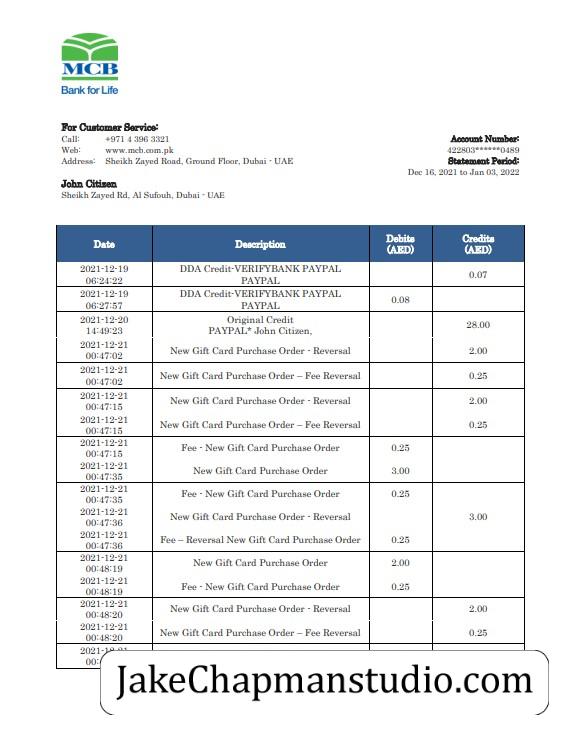 MCB
Bank for Life
For Customer Service:
Call: +971 4 396 3321
Web: www.mcb.com.pk
Address: Sheikh Zayed Road, Ground Floor, Dubai - UAE
Account Number:
422803******0489
Statement Period:
Dec 16, 2021 to Jan 03, 2022
John Citizen
Sheikh Zayed Rd, Al Sufouh, Dubai - UAE
Date Description Debits (AED) Credits (AED)
2021-12-19 06:24:22 DDA Credit-VERIFYBANK PAYPAL PAYPAL 0.07
2021-12-19 06:27:57 DDA Credit-VERIFYBANK PAYPAL PAYPAL 0.08
2021-12-20 14:49:23 Original Credit PAYPAL* John Citizen, 28.00
2021-12-21 00:47:02 New Gift Card Purchase Order - Reversal 2.00
2021-12-21 00:47:02 New Gift Card Purchase Order – Fee Reversal 0.25
2021-12-21 00:47:15 New Gift Card Purchase Order - Reversal 2.00
2021-12-21 00:47:15 New Gift Card Purchase Order – Fee Reversal 0.25
2021-12-21 00:47:15 Fee - New Gift Card Purchase Order 0.25
2021-12-21 00:47:35 New Gift Card Purchase Order 3.00
2021-12-21 00:47:35 Fee - New Gift Card Purchase Order 0.25
2021-12-21 00:47:36 New Gift Card Purchase Order - Reversal 3.00
2021-12-21 00:47:36 Fee – Reversal New Gift Card Purchase Order 0.25
2021-12-21 00:48:19 New Gift Card Purchase Order 2.00
2021-12-21 00:48:19 Fee - New Gift Card Purchase Order 0.25
2021-12-21 00:48:20 New Gift Card Purchase Order - Reversal 2.00
2021-12-21 00:48:20 New Gift Card Purchase Order – Fee Reversal 0.25
JakeChapmanstudio.com